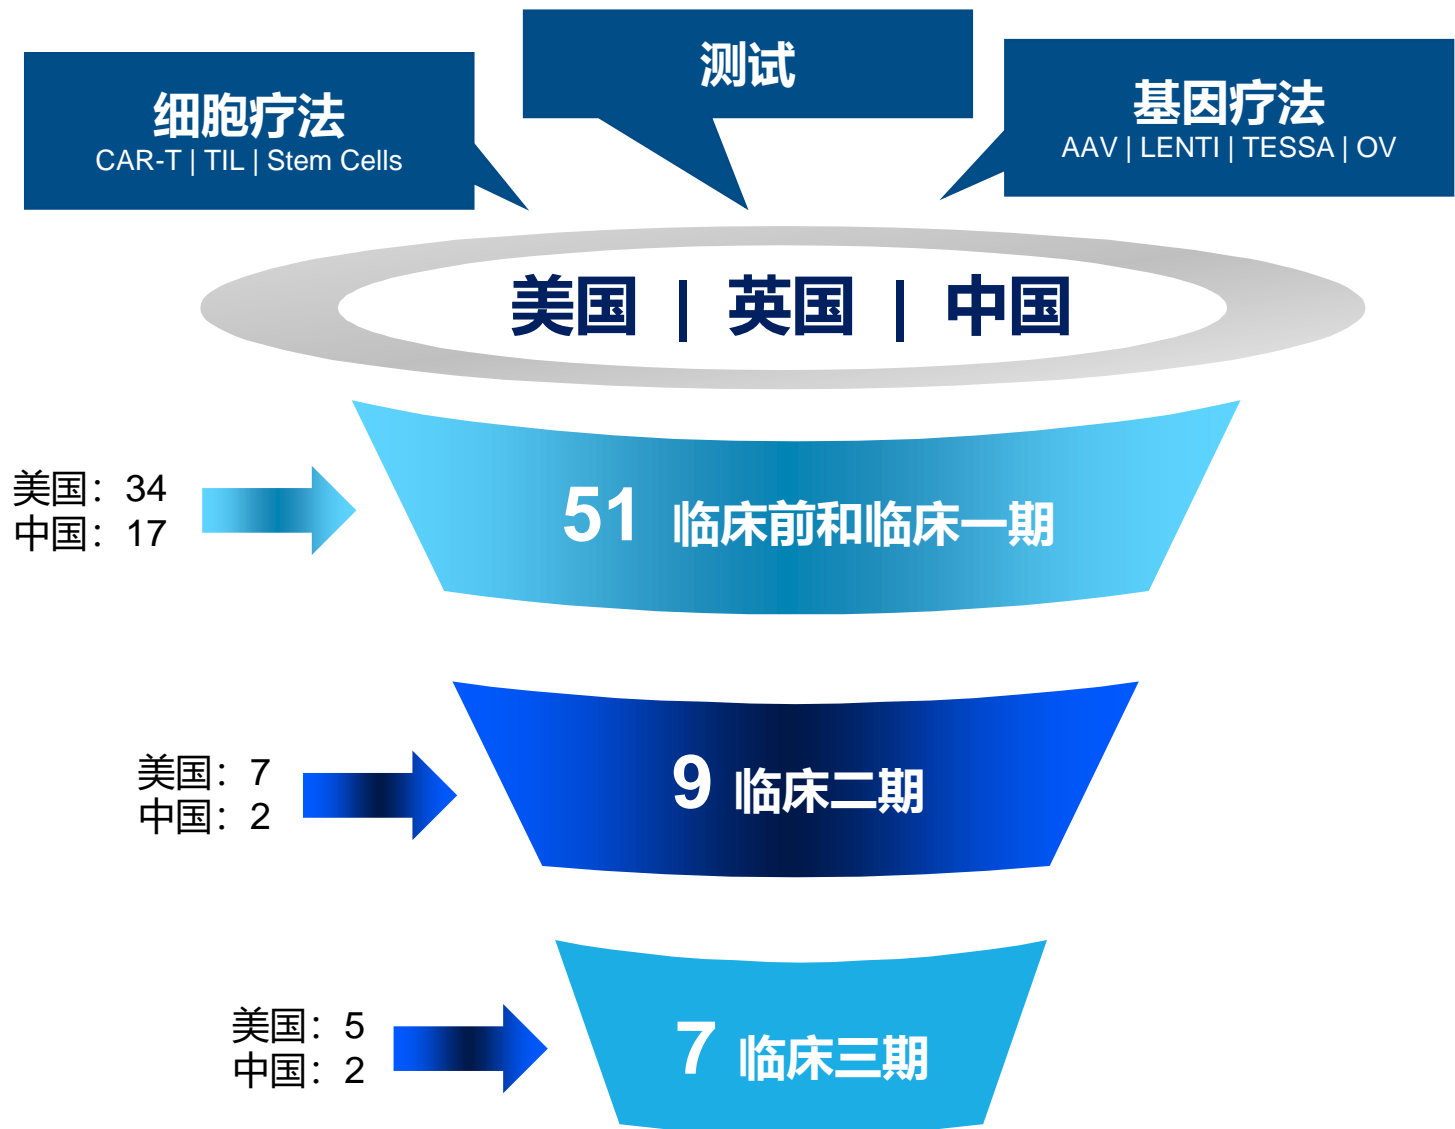 测试
细胞疗法
CAR-T | TIL | Stem Cells
基因疗法
AAV | LENTI | TESSA | OV
美国 | 英国 | 中国
美国：34
中国：17
51 临床前和临床一期
美国：7
中国：2
9 临床二期
美国：5
中国：2
7 临床三期